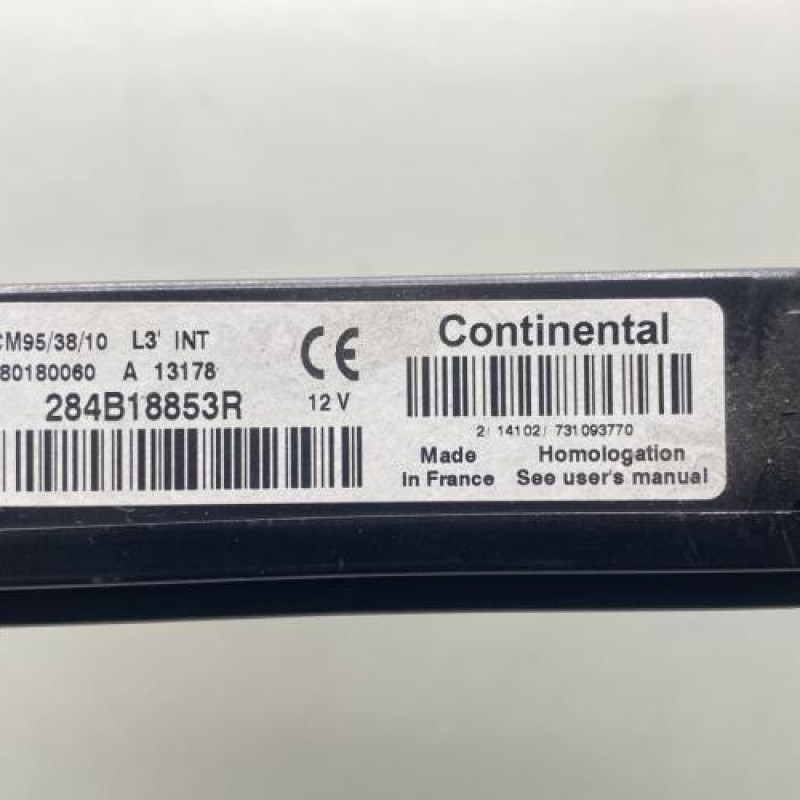 CM95/38/10 L3' INT
80180060 A 13178
284B18853R
CE
12 V
Continental
2/ 14102/ 731093770
Made
In France
Homologation
See user's manual